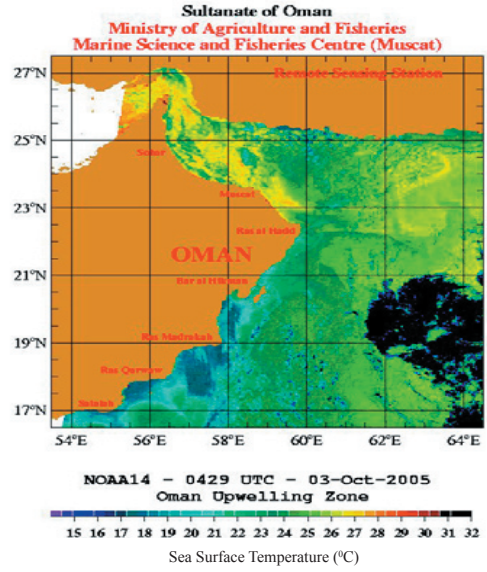 Sultanate of Oman
Ministry of Agriculture and Fisheries
Marine Science and Fisheries Centre (Muscat)
27°N
Remote Sensing Station
25°N
Sohar
Muscat
23°N
Ras al Hadd
OMAN
21°N
Bar al Hikman
19°N
Ras Madrakah
Ras Qurwaw
Salalah
17°N
54°E 56°E 58°E 60°E 62°E 64°E
NOAA14 - 0429 UTC - 03-Oct-2005
Oman Upwelling Zone
15 16 17 18 19 20 21 22 23 24 25 26 27 28 29 30 31 32
Sea Surface Temperature (⁰C)